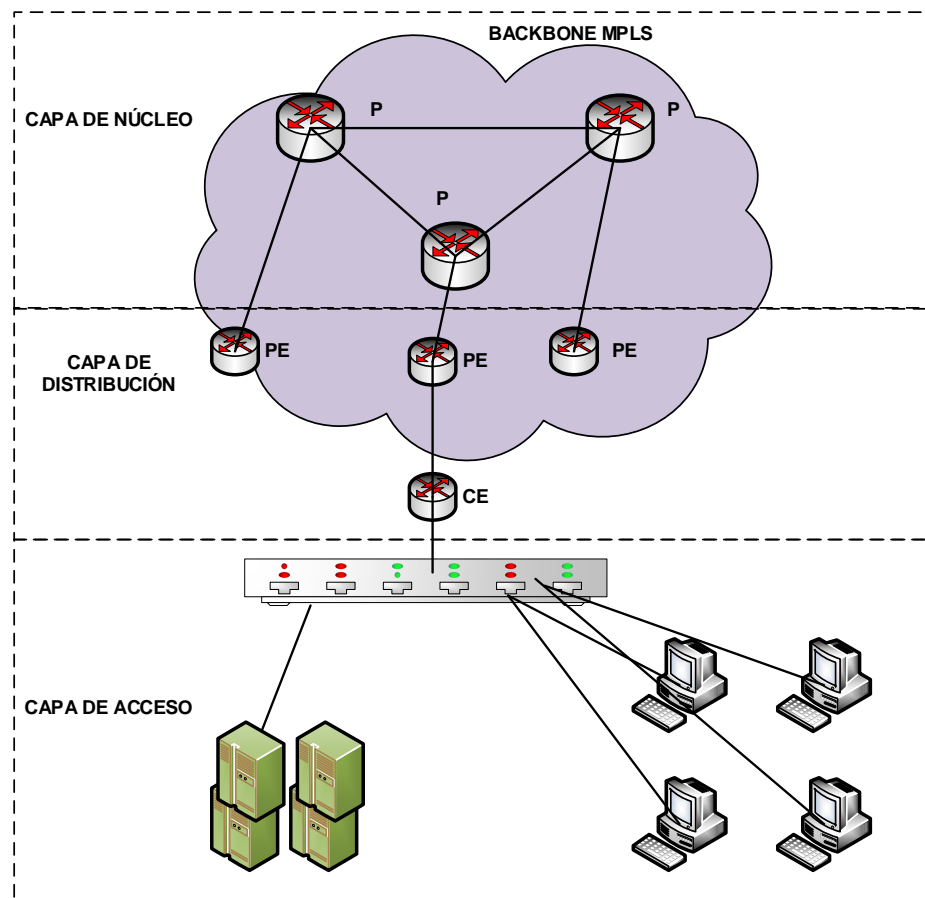 BACKBONE MPLS
CAPA DE NÚCLEO
P
P
P
CAPA DE
DISTRIBUCIÓN
PE
PE
PE
CE
CAPA DE ACCESO